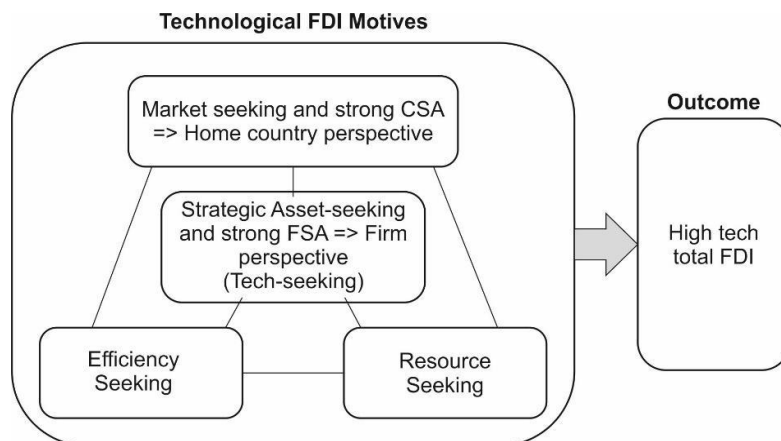 Technological FDI Motives
Market seeking and strong CSA
=> Home country perspective
Strategic Asset-seeking
and strong FSA => Firm
perspective
(Tech-seeking)
Efficiency
Seeking
Resource
Seeking
Outcome
High tech
total FDI